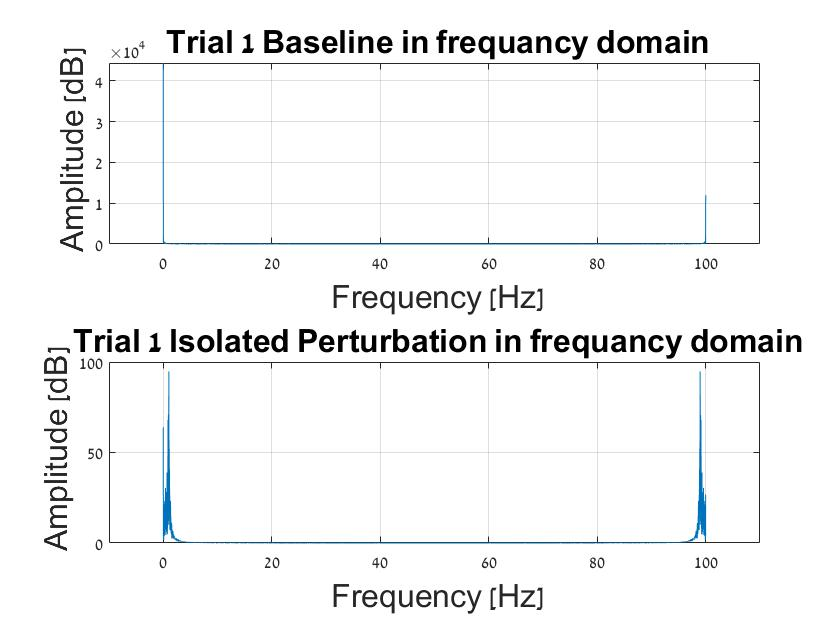 Trial 1 Baseline in frequancy domain
×10⁴
Amplitude [dB]
4
3
2
1
0
0 20 40 60 80 100
Frequency [Hz]
Trial 1 Isolated Perturbation in frequancy domain
Amplitude [dB]
100
50
0
0 20 40 60 80 100
Frequency [Hz]